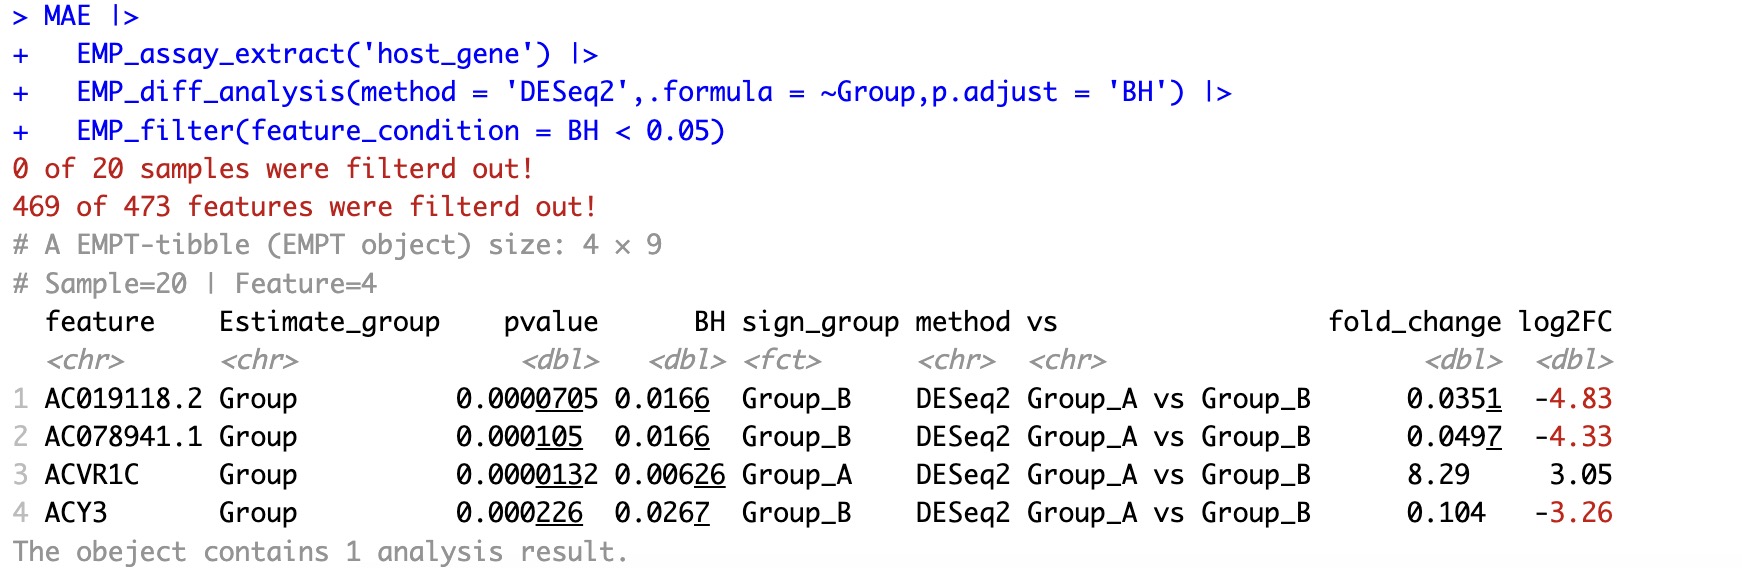 > MAE |>
+   EMP_assay_extract('host_gene') |>
+   EMP_diff_analysis(method = 'DESeq2',.formula = ~Group,p.adjust = 'BH') |>
+   EMP_filter(feature_condition = BH < 0.05)
0 of 20 samples were filterd out!
469 of 473 features were filterd out!
# A EMPT-tibble (EMPT object) size: 4 × 9
# Sample=20 | Feature=4
  feature    Estimate_group    pvalue      BH sign_group method vs                 fold_change log2FC
  <chr>      <chr>              <dbl>   <dbl> <fct>      <chr>  <chr>                    <dbl>  <dbl>
1 AC019118.2 Group          0.0000705 0.0166  Group_B    DESeq2 Group_A vs Group_B      0.0351  -4.83
2 AC078941.1 Group          0.000105  0.0166  Group_B    DESeq2 Group_A vs Group_B      0.0497  -4.33
3 ACVR1C     Group          0.0000132 0.00626 Group_A    DESeq2 Group_A vs Group_B      8.29     3.05
4 ACY3       Group          0.000226  0.0267  Group_B    DESeq2 Group_A vs Group_B      0.104   -3.26
The obeject contains 1 analysis result.